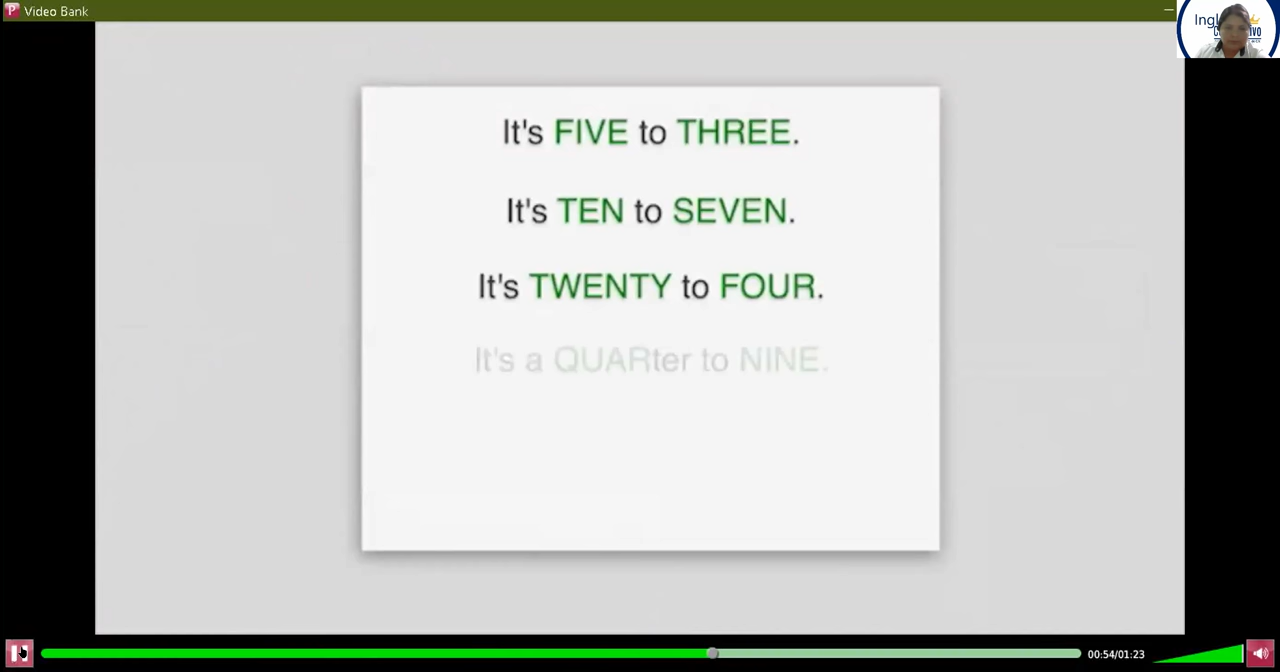 Video Bank
It's FIVE to THREE.
It's TEN to SEVEN.
It's TWENTY to FOUR.
It's a QUARter to NINE.
00:54/01:23